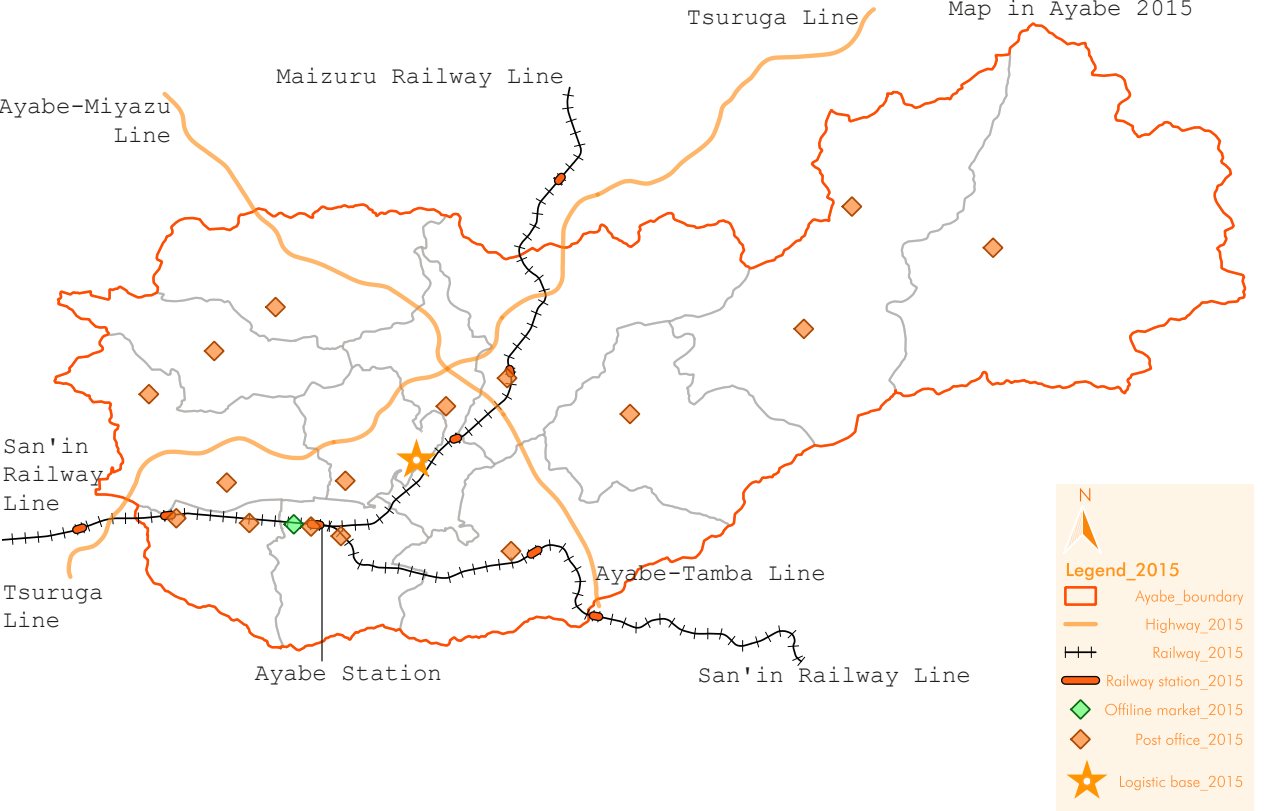 Map in Ayabe 2015
Tsuruga Line
Maizuru Railway Line
Ayabe-Miyazu
Line
San'in
Railway
Line
Tsuruga
Line
Ayabe-Tamba Line
Ayabe Station
San'in Railway Line
N
Legend_2015
Ayabe_boundary
Highway_2015
Railway_2015
Railway station_2015
Offiline market_2015
Post office_2015
Logistic base_2015